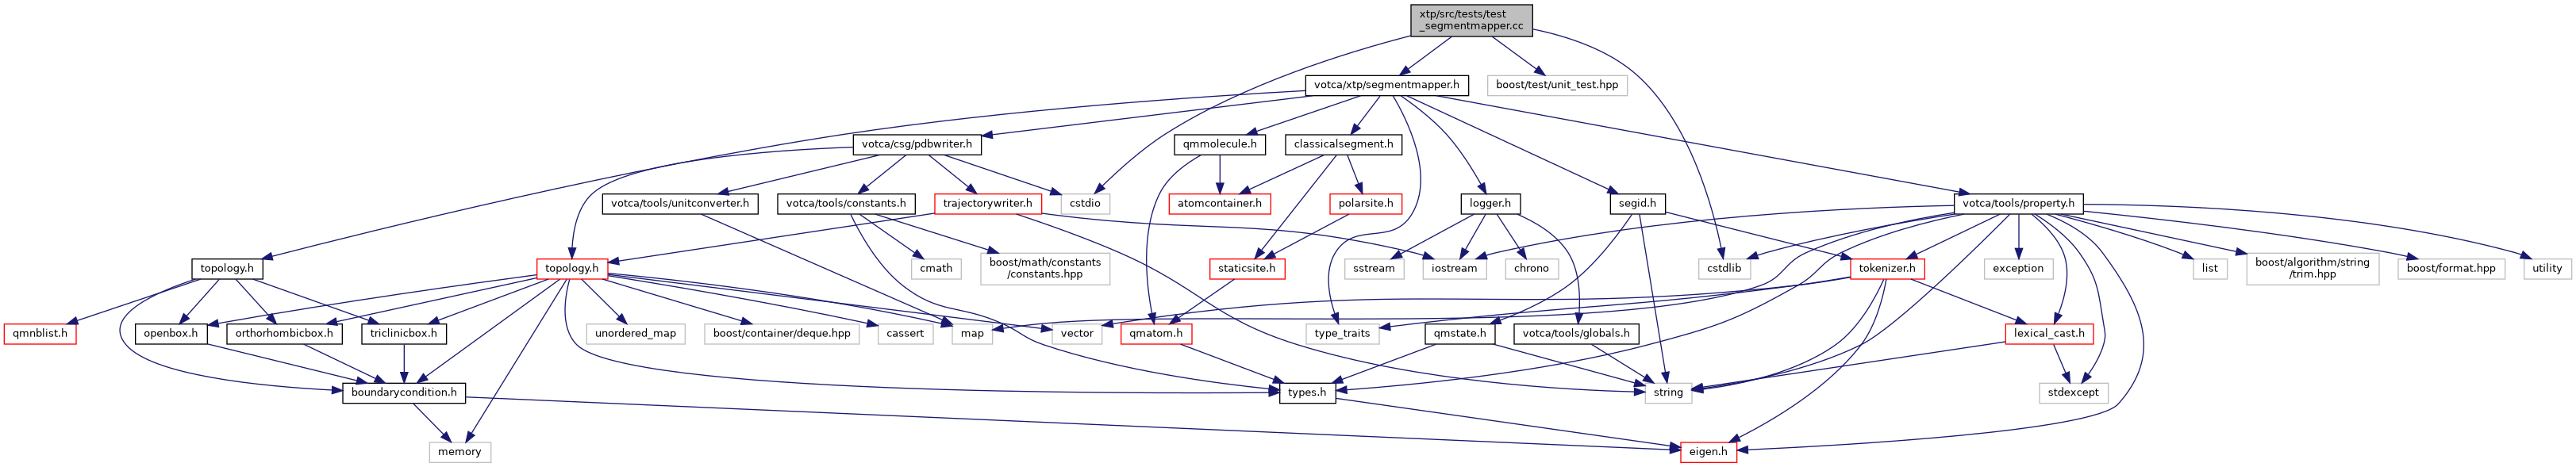 xtp/src/tests/test
_segmentmapper.cc
votca/xtp/segmentmapper.h
boost/test/unit_test.hpp
votca/csg/pdbwriter.h
qmmolecule.h
classicalsegment.h
votca/tools/unitconverter.h
votca/tools/constants.h
trajectorywriter.h
cstdio
atomcontainer.h
polarsite.h
logger.h
segid.h
votca/tools/property.h
topology.h
topology.h
cmath
boost/math/constants
/constants.hpp
staticsite.h
sstream
iostream
chrono
cstdlib
tokenizer.h
exception
list
boost/algorithm/string
/trim.hpp
boost/format.hpp
utility
qmnblist.h
openbox.h
orthorhombicbox.h
triclinicbox.h
unordered_map
boost/container/deque.hpp
cassert
map
vector
qmatom.h
type_traits
qmstate.h
votca/tools/globals.h
lexical_cast.h
boundarycondition.h
types.h
string
stdexcept
memory
eigen.h